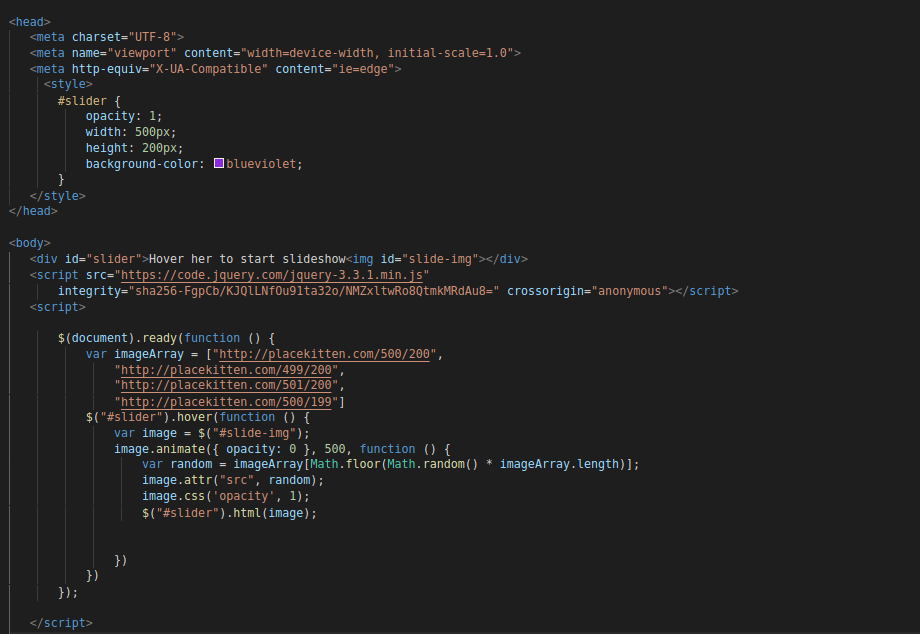 <head>
<meta charset="UTF-8">
<meta name="viewport" content="width=device-width, initial-scale=1.0">
<meta http-equiv="X-UA-Compatible" content="ie=edge">
<style>
#slider {
opacity: 1;
width: 500px;
height: 200px;
background-color: blueviolet;
}
</style>
</head>
<body>
<div id="slider">Hover her to start slideshow<img id="slide-img"></div>
<script src="https://code.jquery.com/jquery-3.3.1.min.js"
integrity="sha256-FgpCb/KJQlLNfOu91ta32o/NMZxltwRo8QtmkMRdAu8=" crossorigin="anonymous"></script>
<script>
$(document).ready(function () {
var imageArray = ["http://placekitten.com/500/200",
"http://placekitten.com/499/200",
"http://placekitten.com/501/200",
"http://placekitten.com/500/199"]
$("#slider").hover(function () {
var image = $("#slide-img");
image.animate({ opacity: 0 }, 500, function () {
var random = imageArray[Math.floor(Math.random() * imageArray.length)];
image.attr("src", random);
image.css('opacity', 1);
$("#slider").html(image);
})
})
});
</script>